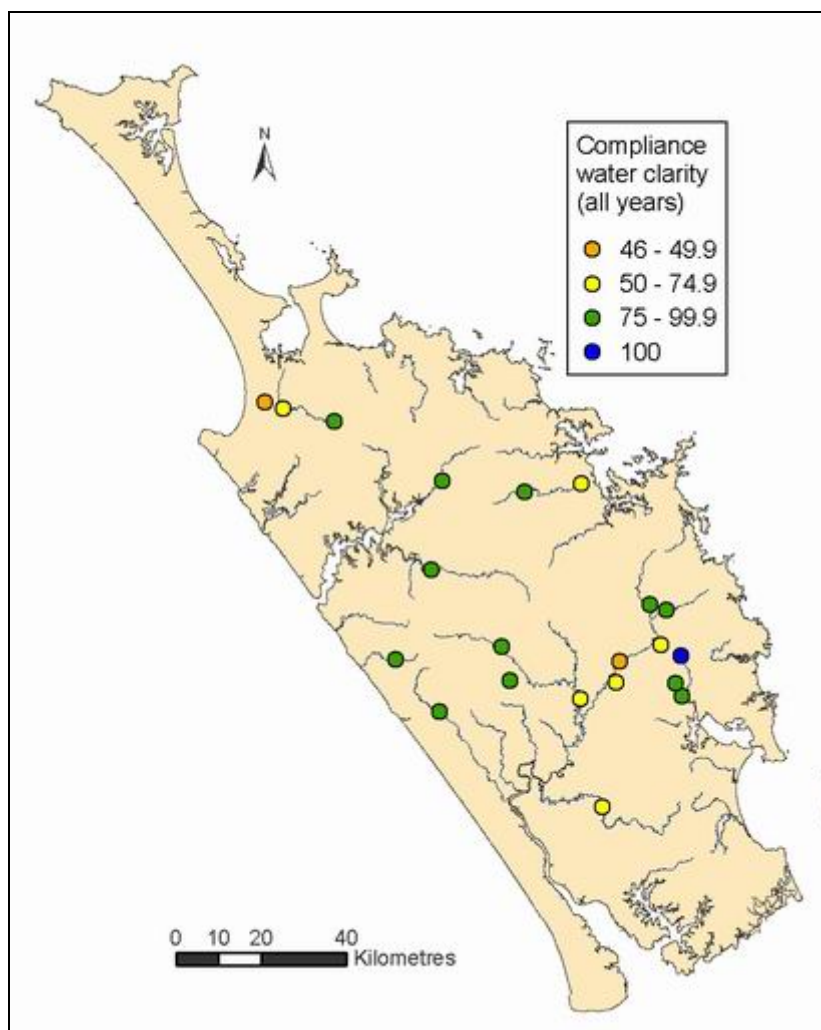 N
Compliance
water clarity
(all years)
46 - 49.9
50 - 74.9
75 - 99.9
100
0 10 20 40
Kilometres